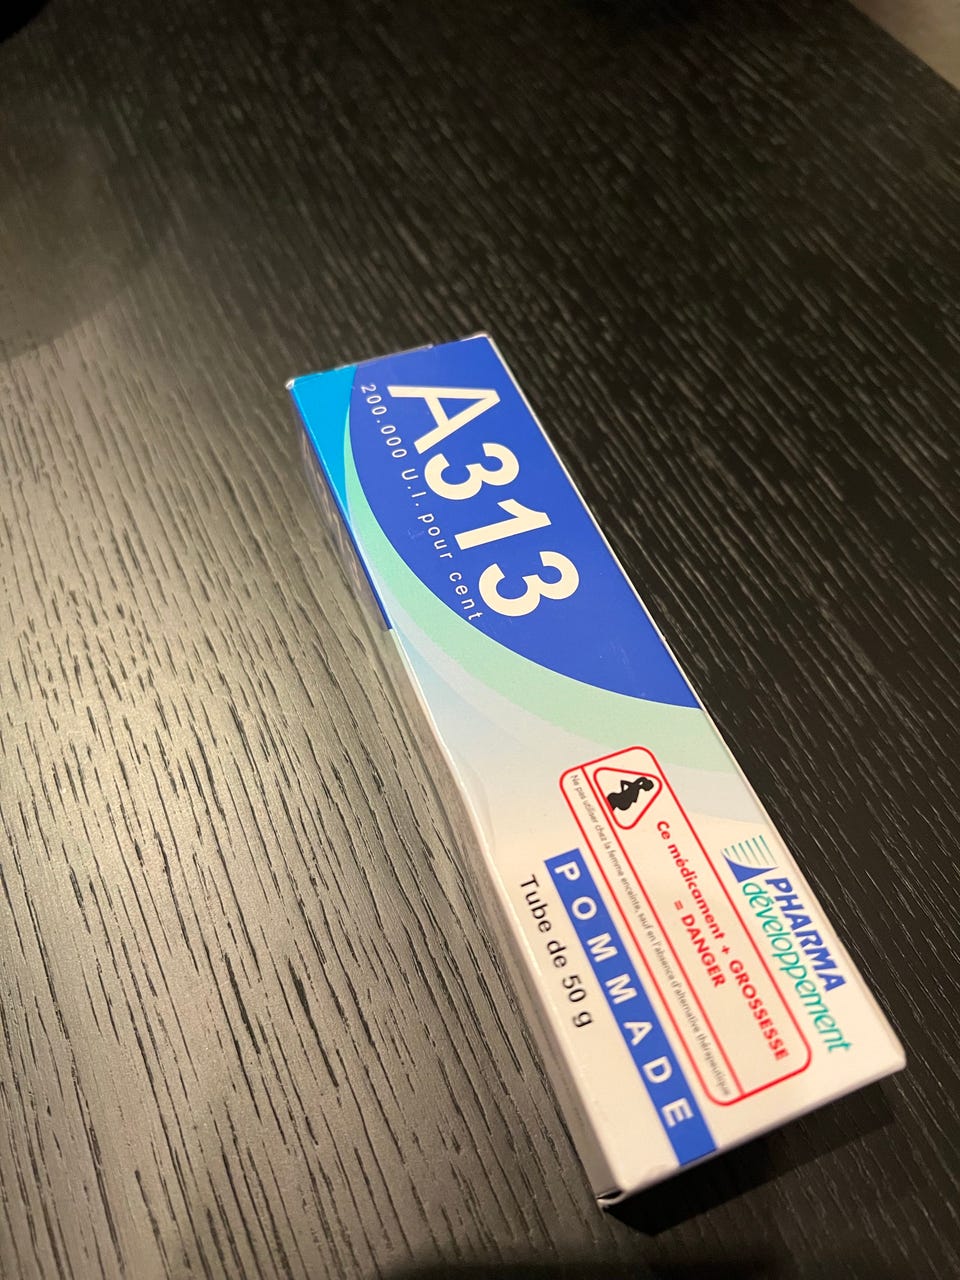 A313
200.000 U.I. pour cent
PHARMA
développement
Ce médicament + GROSSESSE
= DANGER
Ne pas utiliser chez la femme enceinte, sauf en l'absence d'alternative thérapeutique
POMMADE
Tube de 50 g